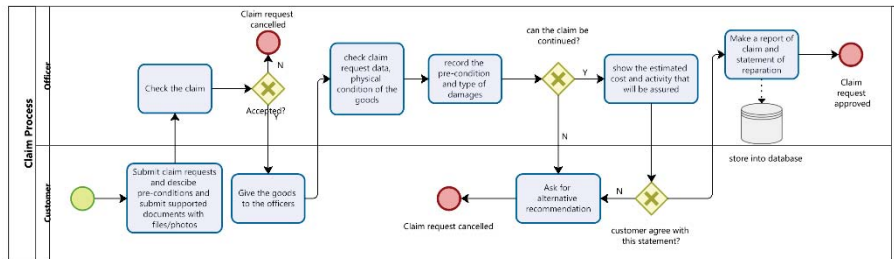 Claim Process
Officer
Customer
Claim request
cancelled
N
Check the claim
Accepted?
Y
check claim
request data,
physical
condition of the
goods
record the
pre-condition
and type of
damages
can the claim be
continued?
Y
N
show the estimated
cost and activity that
will be assured
Make a report of
claim and
statement of
reparation
Claim
request
approved
store into database
Submit claim requests
and descibe
pre-conditions and
submit supported
documents with
files/photos
Give the goods
to the officers
Claim request cancelled
Ask for
alternative
recommendation
N
customer agree with
this statement?